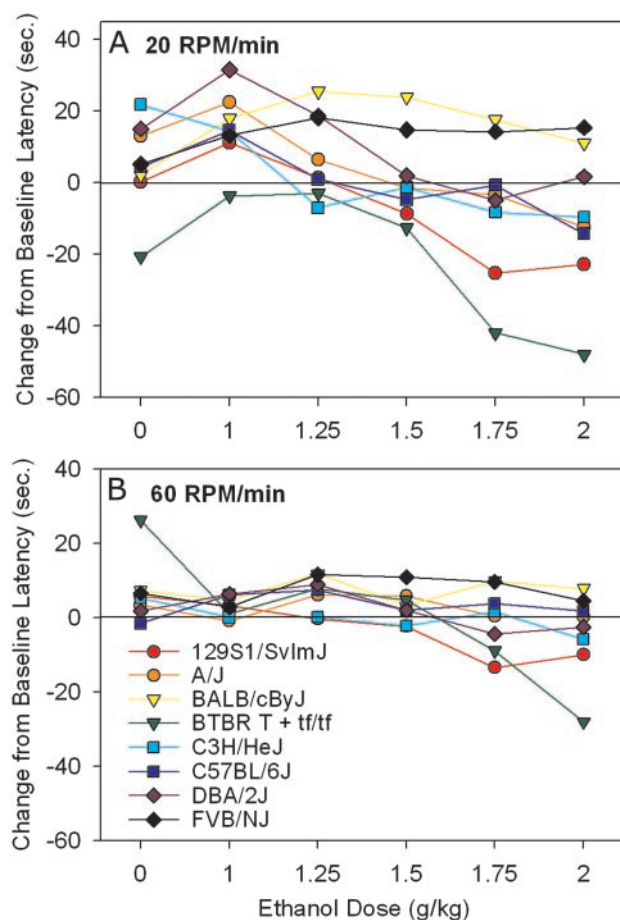 A 20 RPM/min
Change from Baseline Latency (sec.)
40
20
0
-20
-40
-60
0 1 1.25 1.5 1.75 2
B 60 RPM/min
Change from Baseline Latency (sec.)
40
20
0
-20
-40
-60
129S1/SvImJ
A/J
BALB/cByJ
BTBR T + tf/tf
C3H/HeJ
C57BL/6J
DBA/2J
FVB/NJ
0 1 1.25 1.5 1.75 2
Ethanol Dose (g/kg)